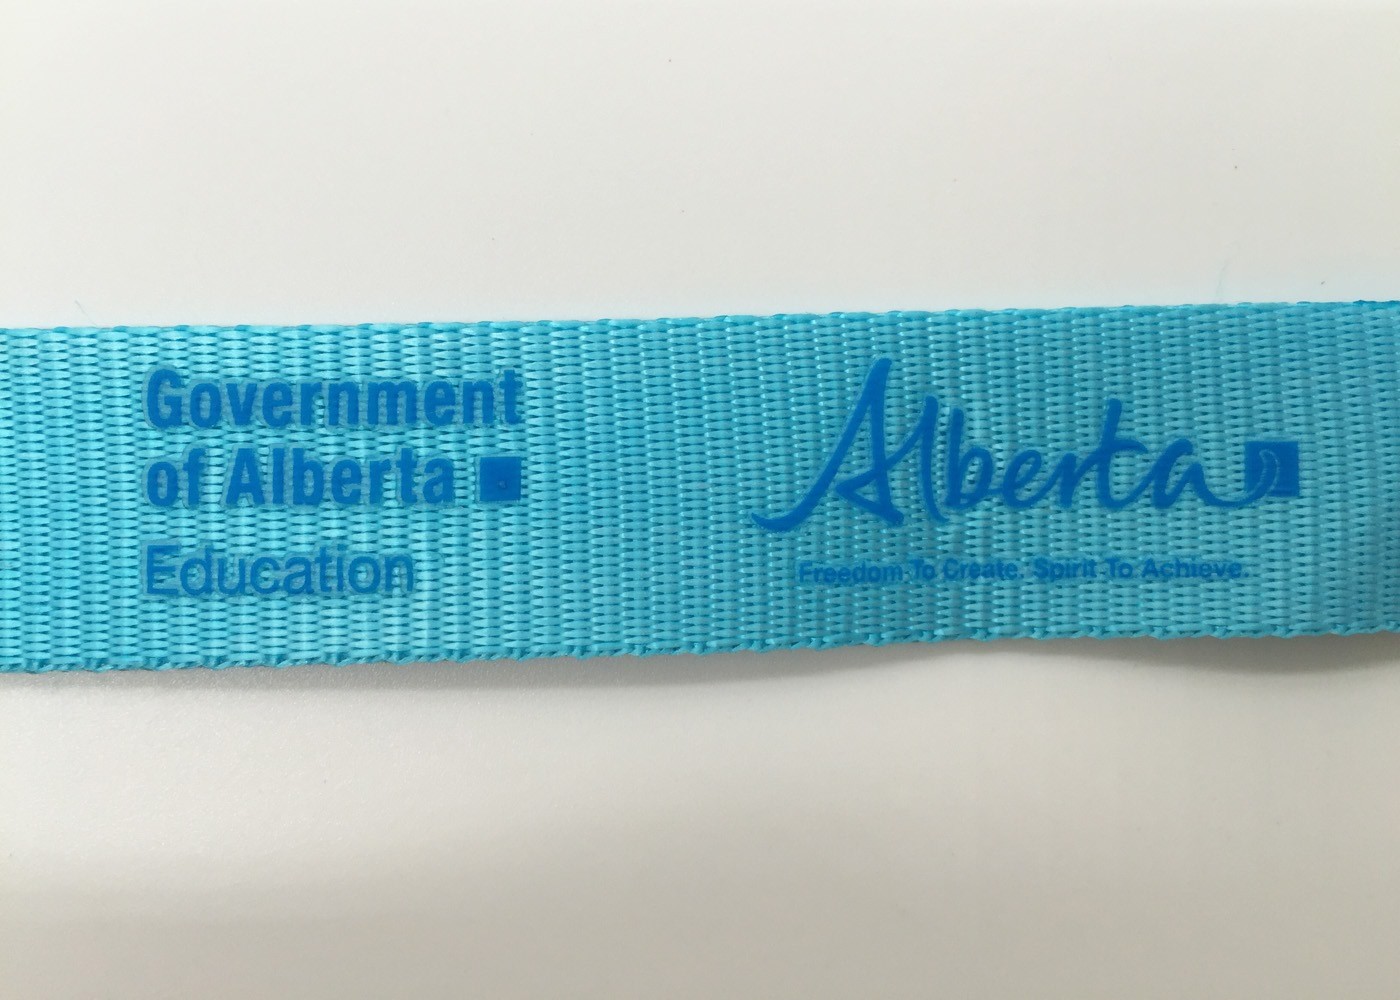 Government
of Alberta
Education
Alberta
Freedom To Create. Spirit To Achieve.